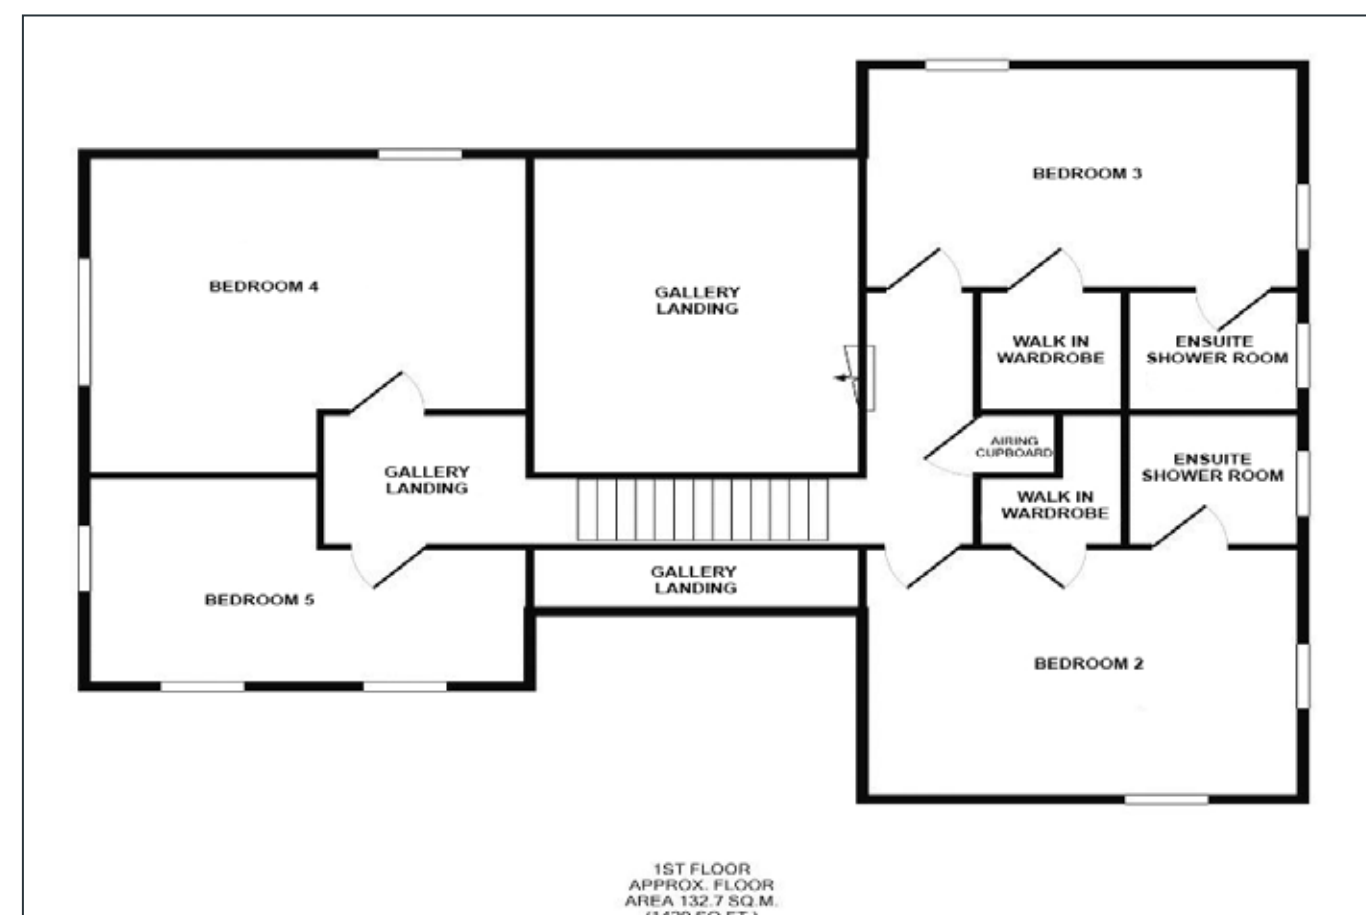 BEDROOM 3
BEDROOM 4
GALLERY
LANDING
WALK IN
WARDROBE
ENSUITE
SHOWER ROOM
AIRING
CUPBOARD
GALLERY
LANDING
ENSUITE
SHOWER ROOM
WALK IN
WARDROBE
GALLERY
LANDING
BEDROOM 5
BEDROOM 2
1ST FLOOR
APPROX. FLOOR
AREA 132.7 SQ.M.